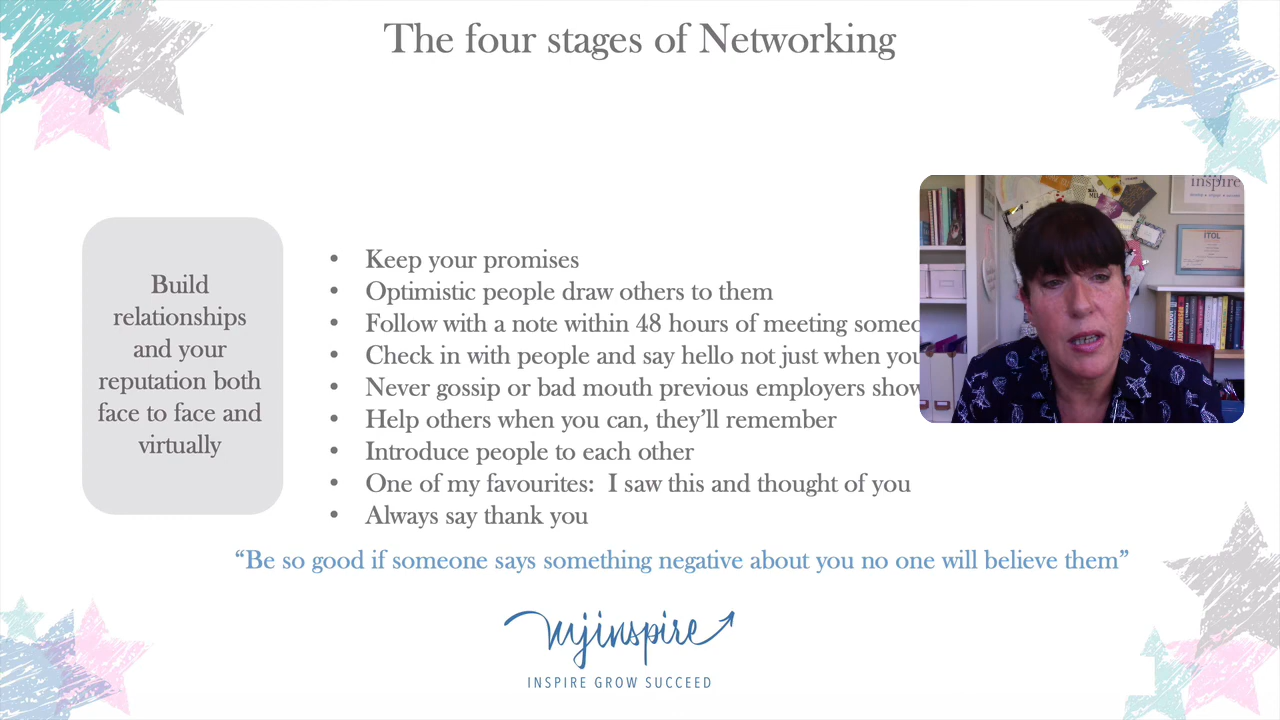 The four stages of Networking
Build
relationships
and your
reputation both
face to face and
virtually
• Keep your promises
• Optimistic people draw others to them
• Follow with a note within 48 hours of meeting
• Check in with people and say hello not just when
• Never gossip or bad mouth previous employers
• Help others when you can, they’ll remember
• Introduce people to each other
• One of my favourites:  I saw this and thought of you
• Always say thank you
“Be so good if someone says something negative about you no one will believe them”
mjinspire
INSPIRE GROW SUCCEED
inspire
ITOL